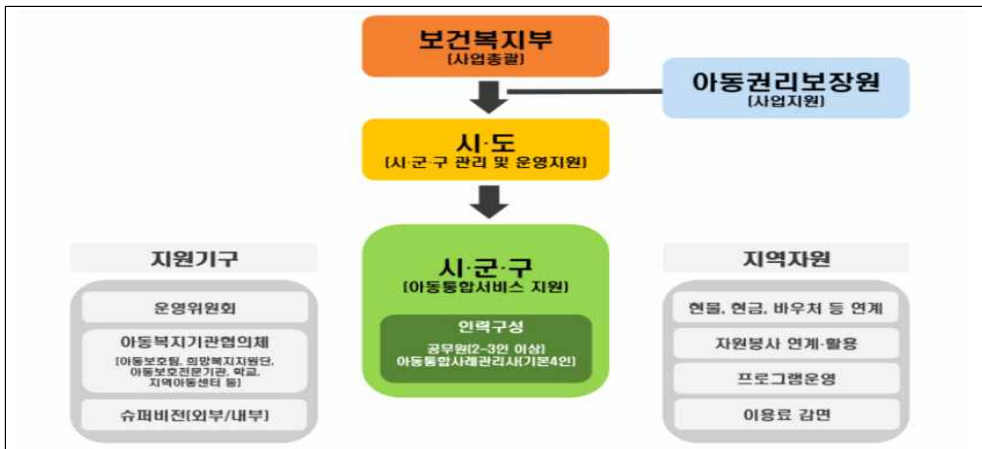 보건복지부
(사업총괄)
아동권리보장원
(사업지원)
시·도
(시·군·구 관리 및 운영지원)
시·군·구
(아동통합서비스 지원)
인력구성
공무원(2~3인 이상)
아동통합사례관리사(기본4인)
지원기구
운영위원회
아동복지기관협의체
(아동보호팀, 희망복지지원단,
아동보호전문기관, 학교,
지역아동센터 등)
슈퍼비전(외부/내부)
지역자원
현물, 현금, 바우처 등 연계
자원봉사 연계·활용
프로그램운영
이용료 감면